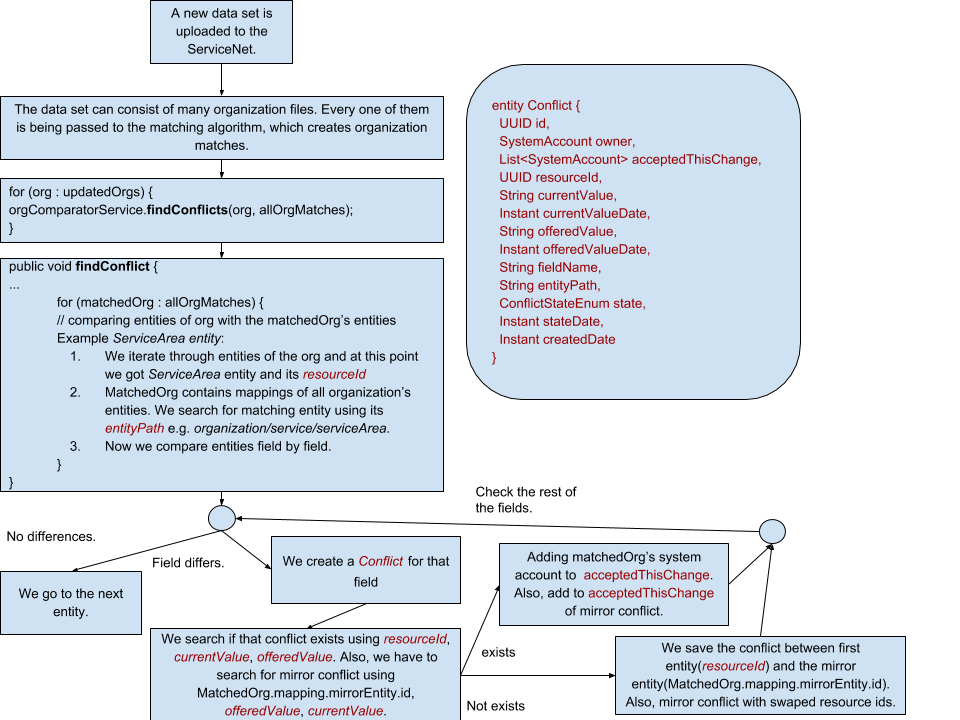 A new data set is
uploaded to the
ServiceNet.
The data set can consist of many organization files. Every one of them
is being passed to the matching algorithm, which creates organization
matches.
for (org : updatedOrgs) {
orgComparatorService.findConflicts(org, allOrgMatches);
}
public void findConflict {
...
for (matchedOrg : allOrgMatches) {
// comparing entities of org with the matchedOrg's entities
Example ServiceArea entity:
1. We iterate through entities of the org and at this point
we got ServiceArea entity and its resourceId
2. MatchedOrg contains mappings of all organization's
entities. We search for matching entity using its
entityPath e.g. organization/service/serviceArea.
3. Now we compare entities field by field.
}
}
entity Conflict {
UUID id,
SystemAccount owner,
List<SystemAccount> acceptedThisChange,
UUID resourceId,
String currentValue,
Instant currentValueDate,
String offeredValue,
Instant offeredValueDate,
String fieldName,
String entityPath,
ConflictStateEnum state,
Instant stateDate,
Instant createdDate
}
Check the rest of
the fields.
No differences.
Field differs.
We go to the next
entity.
We create a Conflict for that
field
We search if that conflict exists using resourceId,
currentValue, offeredValue. Also, we have to
search for mirror conflict using
MatchedOrg.mapping.mirrorEntity.id,
offeredValue, currentValue.
exists
Not exists
Adding matchedOrg's system
account to acceptedThisChange.
Also, add to acceptedThisChange
of mirror conflict.
We save the conflict between first
entity(resourceId) and the mirror
entity(MatchedOrg.mapping.mirrorEntity.id).
Also, mirror conflict with swaped resource ids.